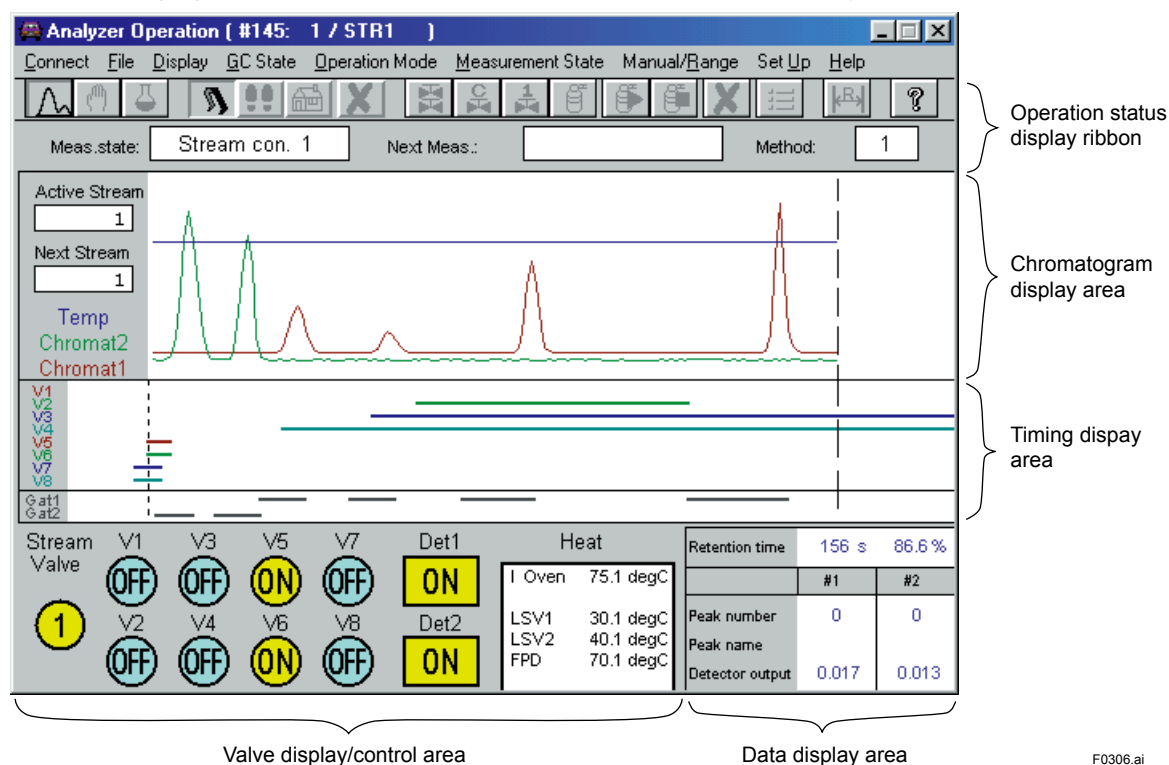 Analyzer Operation ( #145: 1 / STR1 )
Connect File Display GC State Operation Mode Measurement State Manual/Range Set Up Help
C 1 R ?
Meas.state: Stream con. 1 Next Meas.: Method: 1
Operation status
display ribbon
Active Stream
1
Next Stream
1
Temp
Chromat2
Chromat1
Chromatogram
display area
V1
V2
V3
V4
V5
V6
V7
V8
Gat1
Gat2
Timing dispay
area
Stream
Valve
1
V1 V3 V5 V7 Det1
OFF OFF ON OFF ON
V2 V4 V6 V8 Det2
OFF OFF ON OFF ON
Heat
I Oven 75.1 degC
LSV1 30.1 degC
LSV2 40.1 degC
FPD 70.1 degC
Retention time 156 s 86.6 %
#1 #2
Peak number 0 0
Peak name
Detector output 0.017 0.013
Valve display/control area
Data display area
F0306.ai